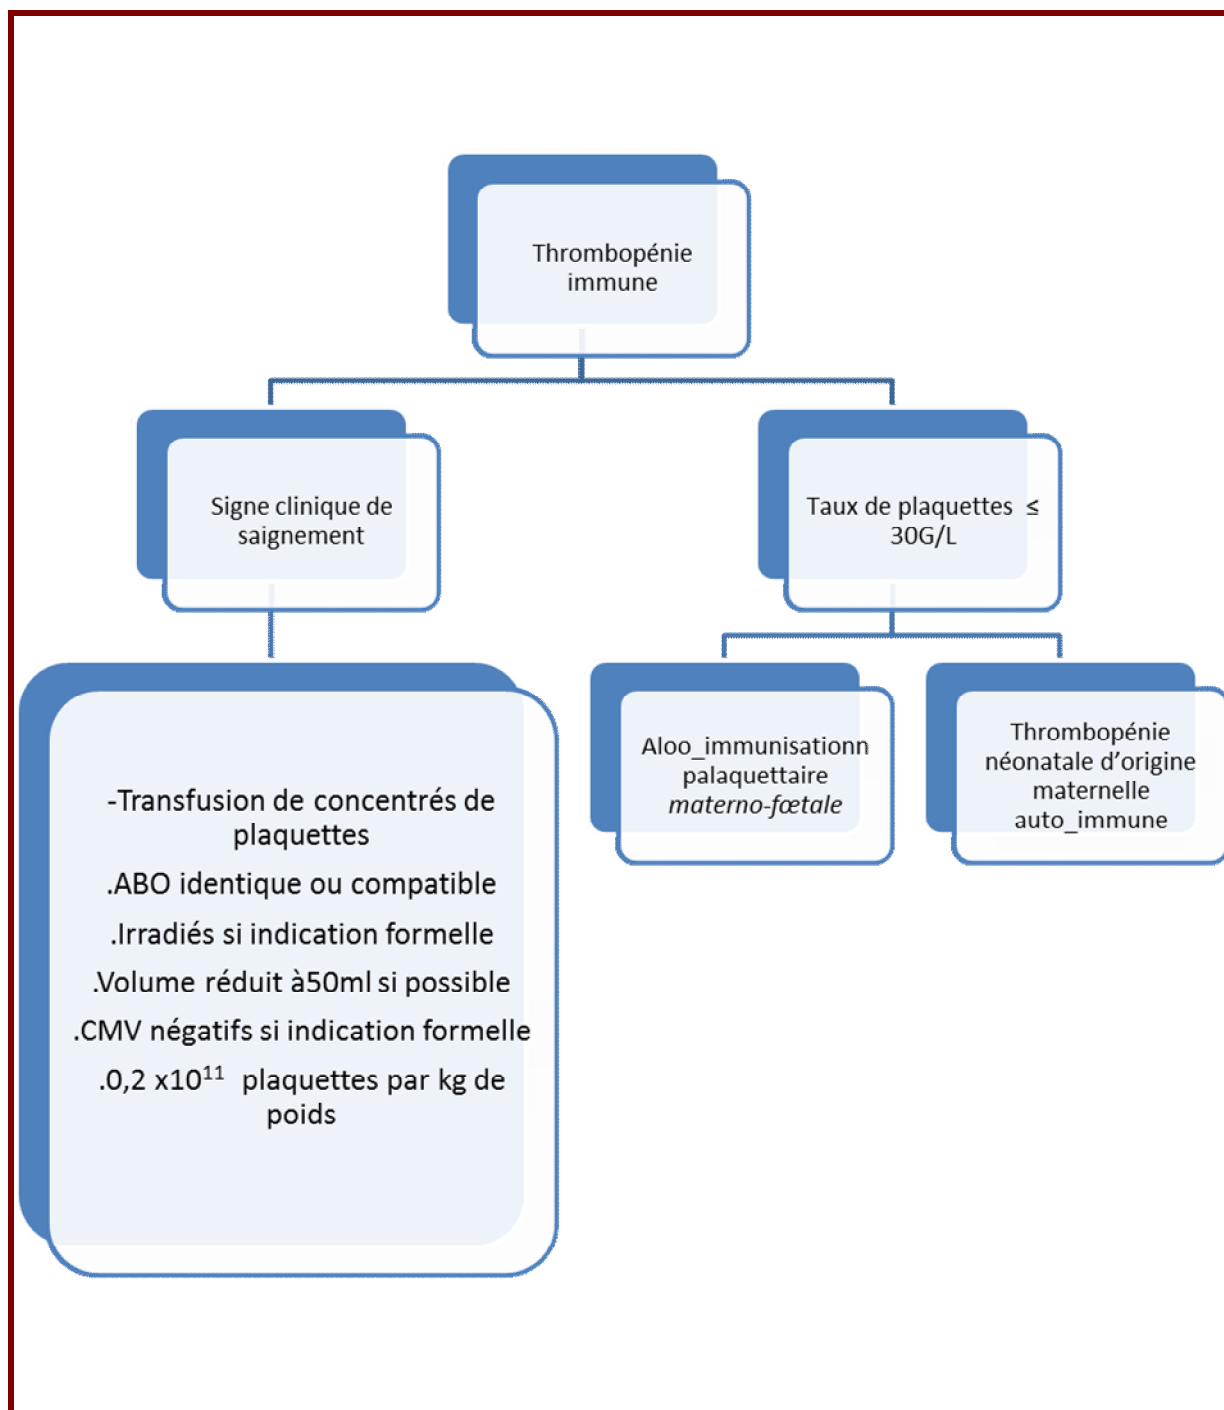 Thrombopénie
immune
Signe clinique de
saignement
Taux de plaquettes ≤
30G/L
-Transfusion de concentrés de
plaquettes
.ABO identique ou compatible
.Irradiés si indication formelle
.Volume réduit à50ml si possible
.CMV négatifs si indication formelle
.0,2 x10¹¹ plaquettes par kg de
poids
Aloo_immunisationn
palaquettaire
materno-fœtale
Thrombopénie
néonatale d’origine
maternelle
auto_immune